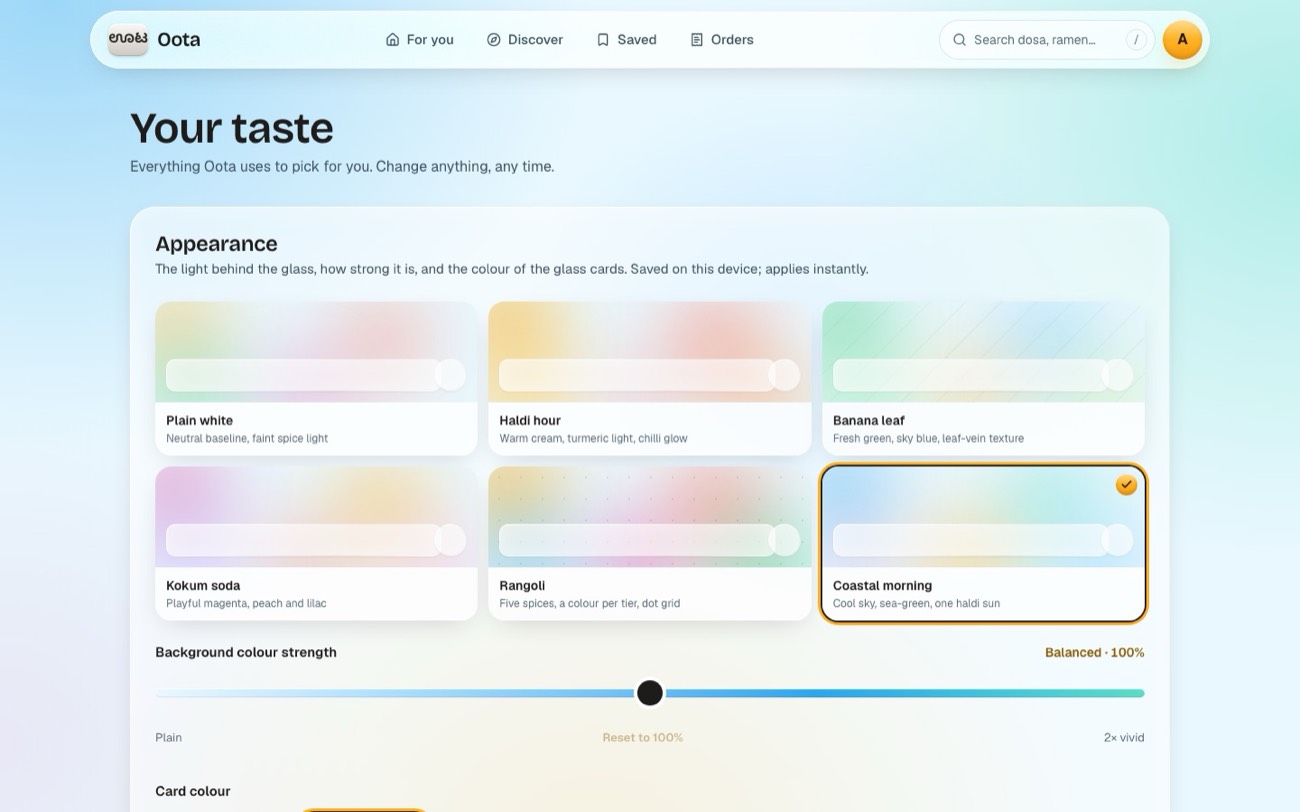 ಊಟ Oota
For you
Discover
Saved
Orders
Search dosa, ramen...
/
A
Your taste
Everything Oota uses to pick for you. Change anything, any time.
Appearance
The light behind the glass, how strong it is, and the colour of the glass cards. Saved on this device; applies instantly.
Plain white
Neutral baseline, faint spice light
Haldi hour
Warm cream, turmeric light, chilli glow
Banana leaf
Fresh green, sky blue, leaf-vein texture
Kokum soda
Playful magenta, peach and lilac
Rangoli
Five spices, a colour per tier, dot grid
Coastal morning
Cool sky, sea-green, one haldi sun
Background colour strength
Balanced · 100%
Plain
Reset to 100%
2× vivid
Card colour